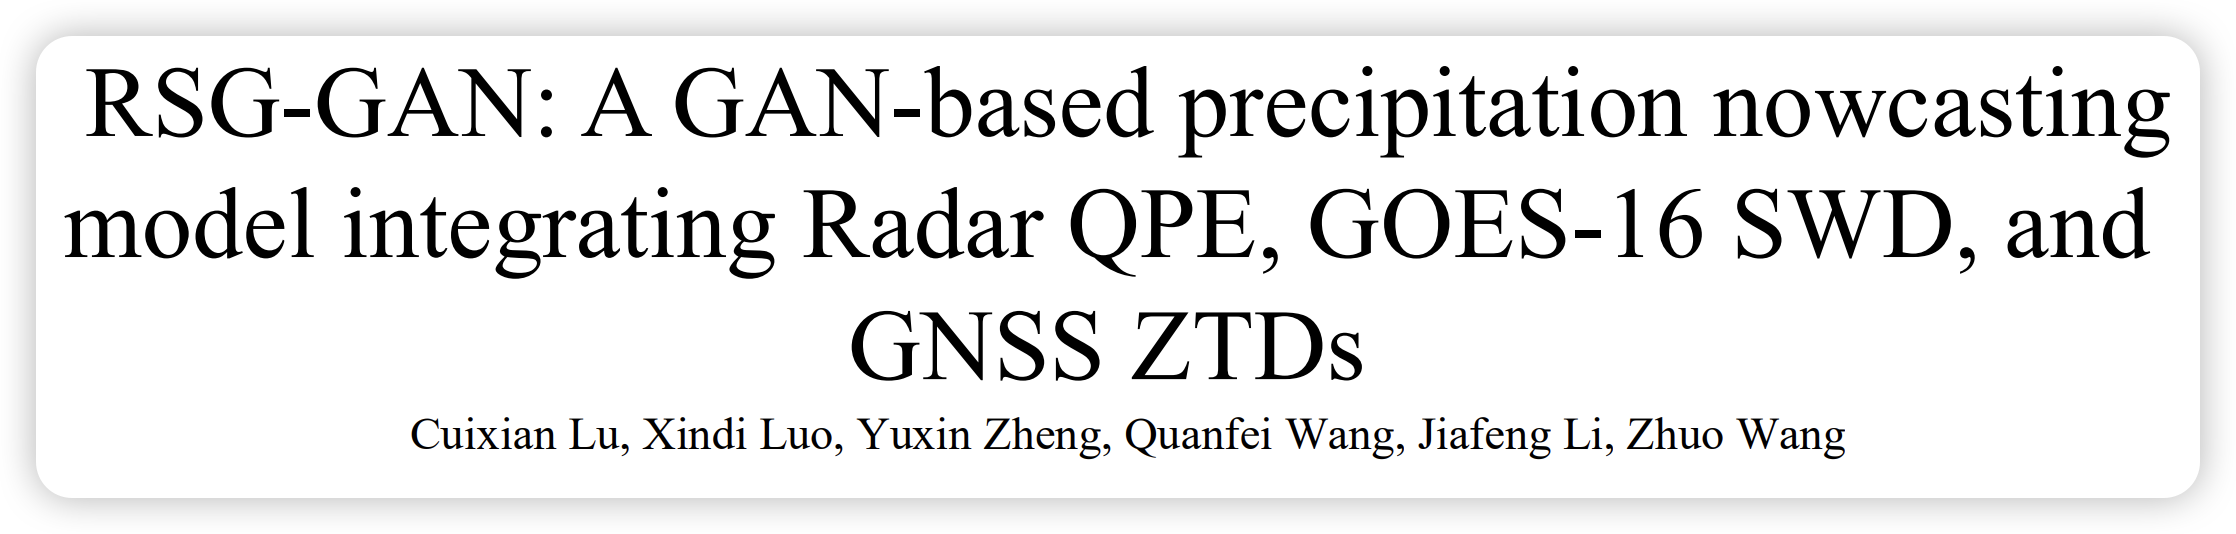 RSG-GAN: A GAN-based precipitation nowcasting
model integrating Radar QPE, GOES-16 SWD, and
GNSS ZTDs
Cuixian Lu, Xindi Luo, Yuxin Zheng, Quanfei Wang, Jiafeng Li, Zhuo Wang